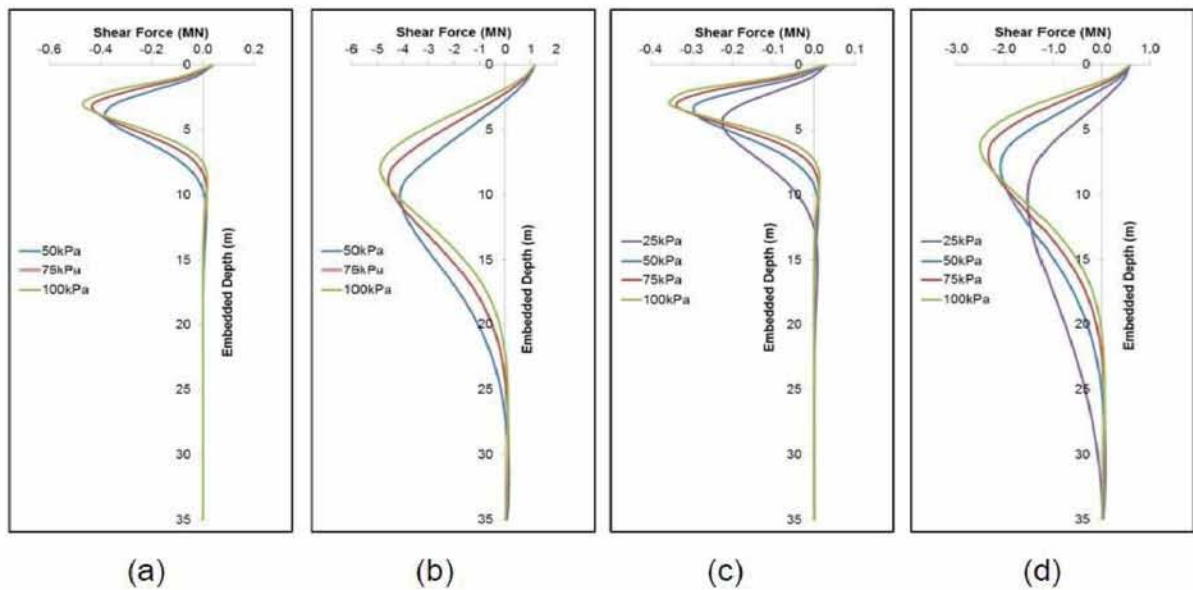 Shear Force (MN)
-0.6 -0.4 -0.2 0.0 0.2
0
5
10
15
20
25
30
35
Embedded Depth (m)
50kPa
75kPa
100kPa
(a)
Shear Force (MN)
-6 -5 -4 -3 -2 -1 0 1 2
0
5
10
15
20
25
30
35
Embedded Depth (m)
50kPa
75kPa
100kPa
(b)
Shear Force (MN)
-0.4 -0.3 -0.2 -0.1 0.0 0.1
0
5
10
15
20
25
30
35
Embedded Depth (m)
25kPa
50kPa
75kPa
100kPa
(c)
Shear Force (MN)
-3.0 -2.0 -1.0 0.0 1.0
0
5
10
15
20
25
30
35
Embedded Depth (m)
25kPa
50kPa
75kPa
100kPa
(d)